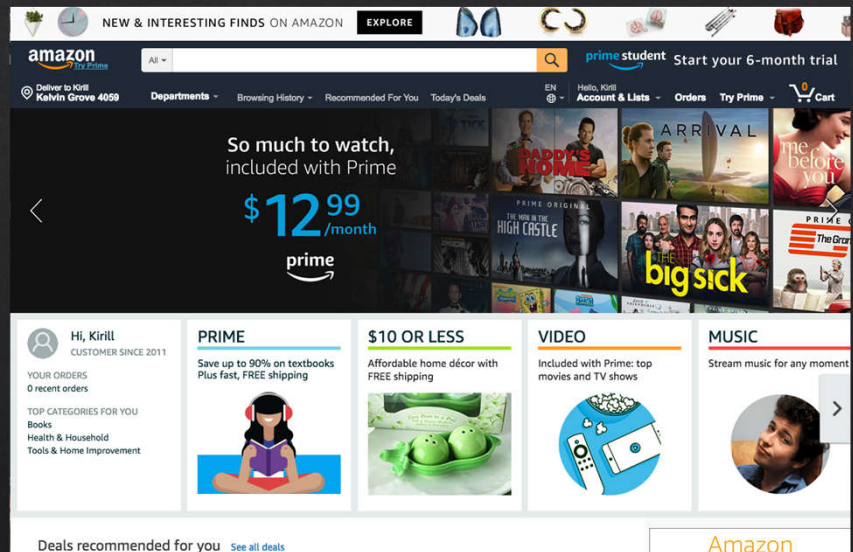 NEW & INTERESTING FINDS ON AMAZON EXPLORE
amazon
Try Prime
All
prime student Start your 6-month trial
Deliver to Kirill
Kelvin Grove 4059
Departments
Browsing History
Recommended For You
Today's Deals
EN
Hello, Kirill
Account & Lists
Orders
Try Prime
0
Cart
So much to watch,
included with Prime
$12.99
/month
prime
DADDY'S
HOME
ARRIVAL
me
before
you
PRIME ORIGINAL
THE MAN IN THE
HIGH CASTLE
THE
big sick
PRIME
The Gran
Hi, Kirill
CUSTOMER SINCE 2011
YOUR ORDERS
0 recent orders
TOP CATEGORIES FOR YOU
Books
Health & Household
Tools & Home Improvement
PRIME
Save up to 90% on textbooks
Plus fast, FREE shipping
$10 OR LESS
Affordable home décor with
FREE shipping
VIDEO
Included with Prime: top
movies and TV shows
MUSIC
Stream music for any moment
Deals recommended for you See all deals
Amazon